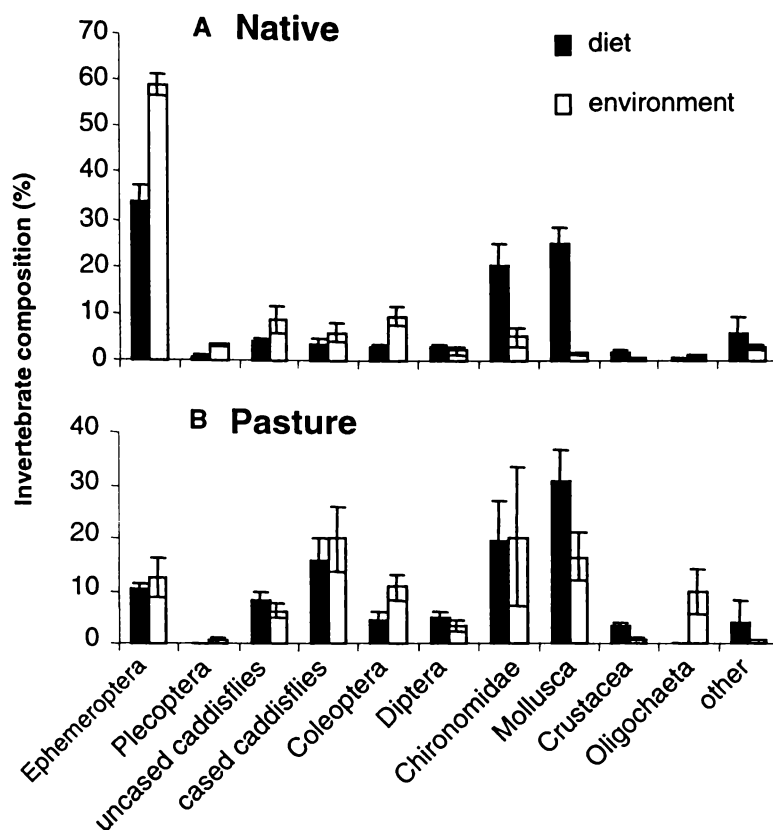 A Native
diet
environment
Invertebrate composition (%)
70
60
50
40
30
20
10
0
B Pasture
40
30
20
10
0
Ephemeroptera
Plecoptera
uncased caddisflies
cased caddisflies
Coleoptera
Diptera
Chironomidae
Mollusca
Crustacea
Oligochaeta
other